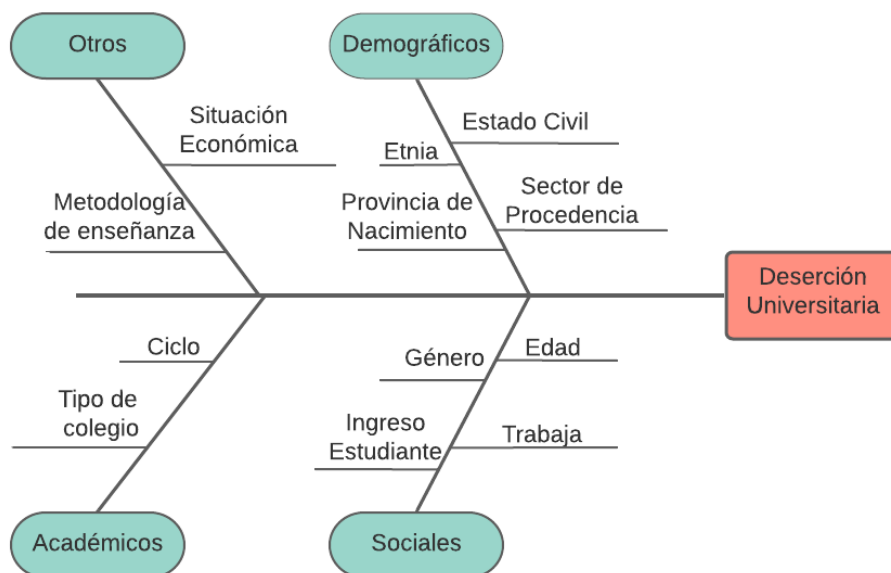 Otros
Demográficos
Situación
Económica
Estado Civil
Etnia
Metodología
de enseñanza
Provincia de
Nacimiento
Sector de
Procedencia
Deserción
Universitaria
Ciclo
Género
Edad
Tipo de
colegio
Ingreso
Estudiante
Trabaja
Académicos
Sociales